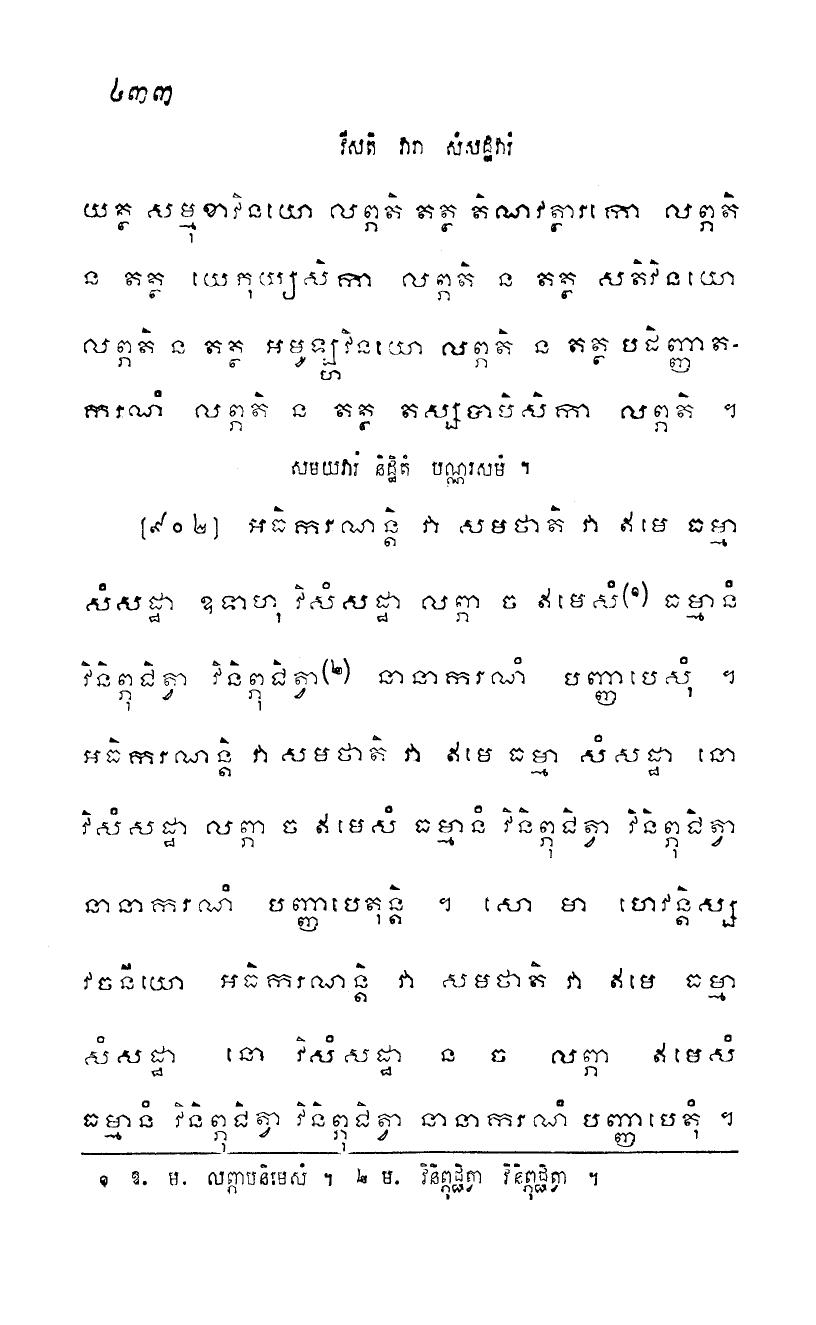 ៤៣៣
វីសតិ វារា សំសដ្ឋវារំ
យត្ថ សម្មុខាវិនយោ លព្ភតិ តត្ថ តិណវត្ថារកោ លព្ភតិ
ន តត្ថ យេភុយ្យសិកា លព្ភតិ ន តត្ថ សតិវិនយោ
លព្ភតិ ន តត្ថ អមូឡ្ហវិនយោ លព្ភតិ ន តត្ថ បដិញ្ញាត-
ករណំ លព្ភតិ ន តត្ថ តស្សបាបិសិកា លព្ភតិ ។
សមយវារំ និដ្ឋិតំ បណ្ណរសមំ ។
[៩០២] អធិករណន្តិ វា សមថាតិ វា ឥមេ ធម្មា
សំសដ្ឋា ឧទាហុ វិសំសដ្ឋា លព្ភា ច ឥមេសំ(១) ធម្មានំ
វិនិព្ភុជិត្វា វិនិព្ភុជិត្វា(២) នានាករណំ បញ្ញាបេសុំ ។
អធិករណន្តិ វា សមថាតិ វា ឥមេ ធម្មា សំសដ្ឋា នោ
វិសំសដ្ឋា លព្ភា ច ឥមេសំ ធម្មានំ វិនិព្ភុជិត្វា វិនិព្ភុជិត្វា
នានាករណំ បញ្ញាបេតុន្តិ ។ សោ មា ហេវន្តិស្ស
វចនីយោ អធិករណន្តិ វា សមថាតិ វា ឥមេ ធម្មា
សំសដ្ឋា នោ វិសំសដ្ឋា ន ច លព្ភា ឥមេសំ
ធម្មានំ វិនិព្ភុជិត្វា វិនិព្ភុជិត្វា នានាករណំ បញ្ញាបេតុំ ។
១ ឱ. ម. លព្ភាបនិមេសំ ។ ២ ម. វិនិព្ភុជ្ជិត្វា វិនិព្ភុជ្ជិត្វា ។